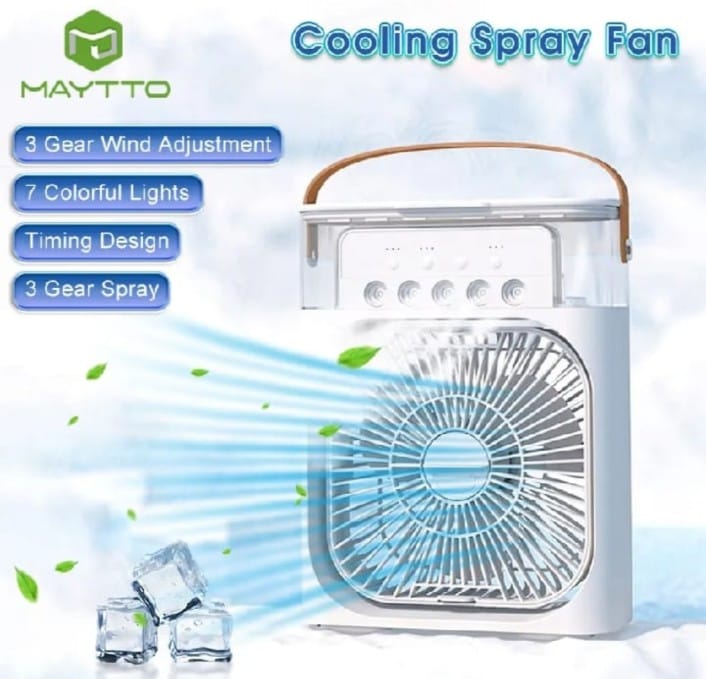 MAYTTO
Cooling Spray Fan
3 Gear Wind Adjustment
7 Colorful Lights
Timing Design
3 Gear Spray